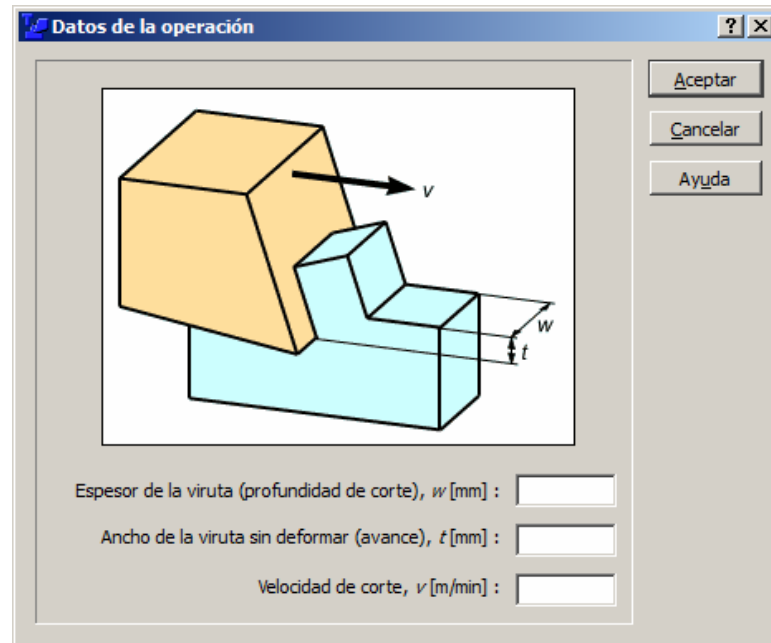 Datos de la operación
Aceptar
Cancelar
Ayuda
v
w
t
Espesor de la viruta (profundidad de corte), w [mm] :
Ancho de la viruta sin deformar (avance), t [mm] :
Velocidad de corte, v [m/min] :